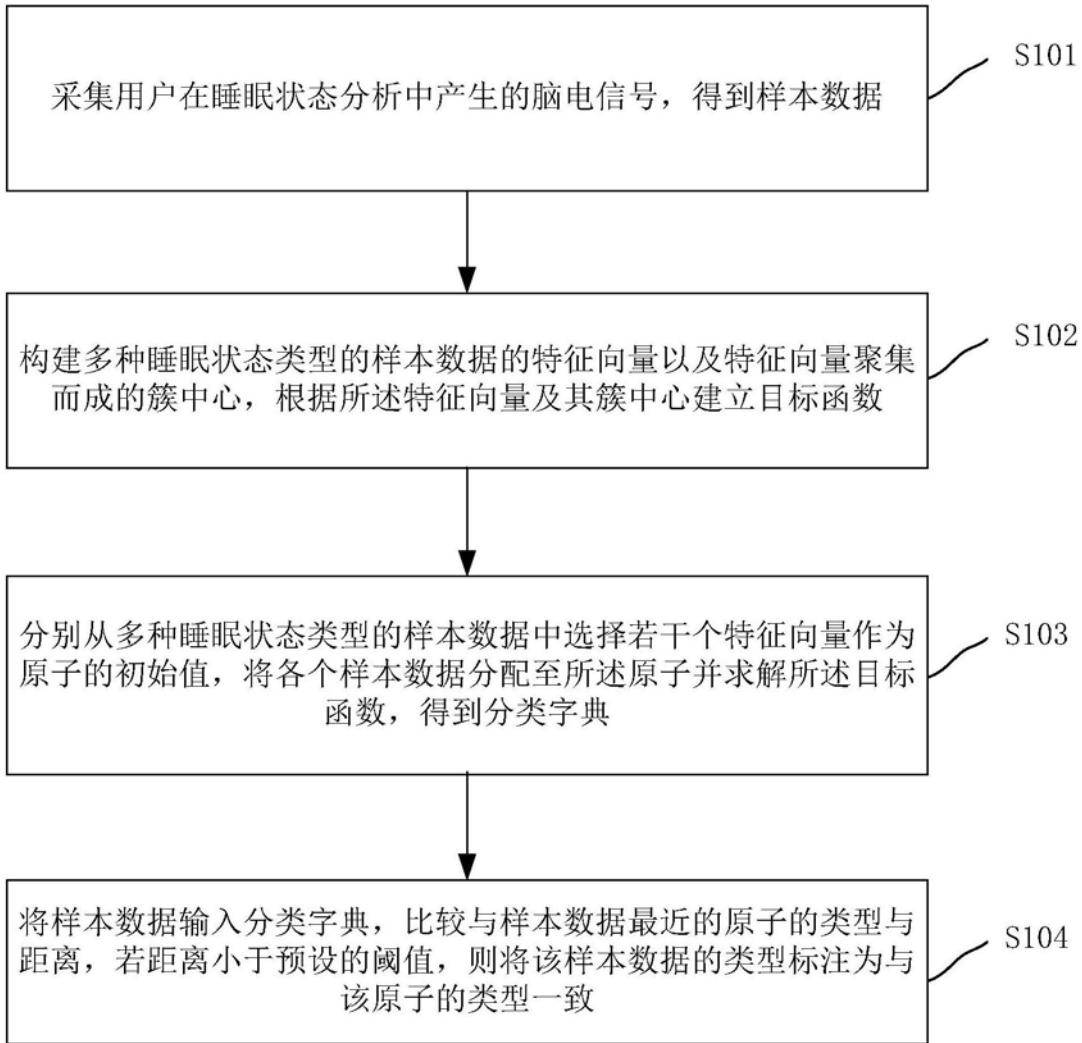 采集用户在睡眠状态分析中产生的脑电信号，得到样本数据
S101
构建多种睡眠状态类型的样本数据的特征向量以及特征向量聚集
而成的簇中心，根据所述特征向量及其簇中心建立目标函数
S102
分别从多种睡眠状态类型的样本数据中选择若干个特征向量作为
原子的初始值，将各个样本数据分配至所述原子并求解所述目标
函数，得到分类字典
S103
将样本数据输入分类字典，比较与样本数据最近的原子的类型与
距离，若距离小于预设的阈值，则将该样本数据的类型标注为与
该原子的类型一致
S104